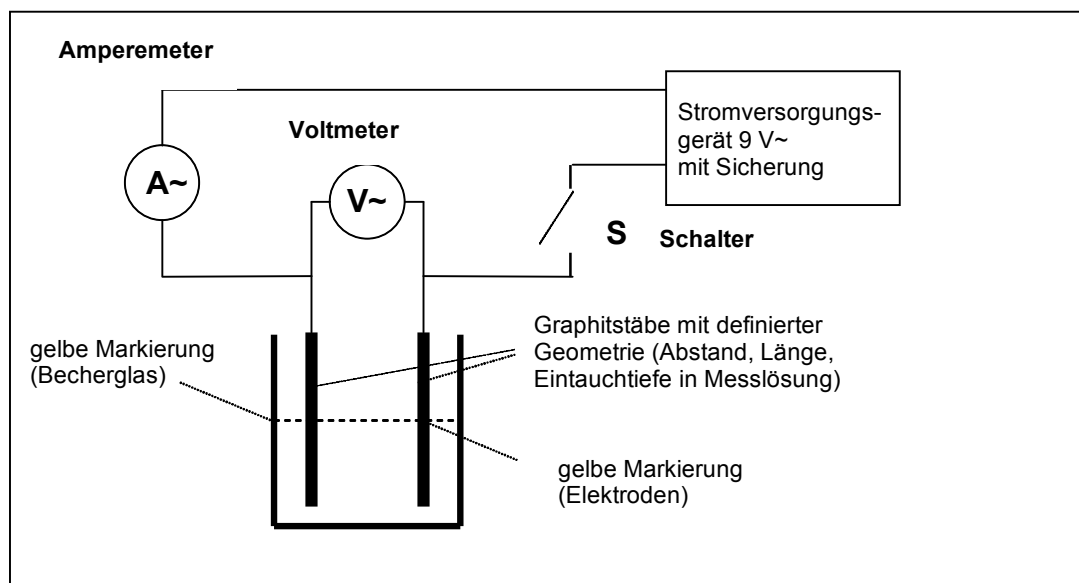 Amperemeter
Stromversorgungs-
gerät 9 V~
mit Sicherung
Voltmeter
A~
V~
S Schalter
Graphitstäbe mit definierter
Geometrie (Abstand, Länge,
Eintauchtiefe in Messlösung)
gelbe Markierung
(Becherglas)
gelbe Markierung
(Elektroden)